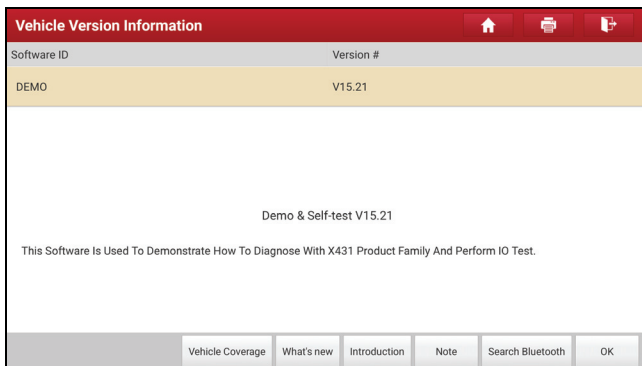 Vehicle Version Information
Software ID Version #
DEMO V15.21
Demo & Self-test V15.21
This Software Is Used To Demonstrate How To Diagnose With X431 Product Family And Perform IO Test.
Vehicle Coverage What's new Introduction Note Search Bluetooth OK